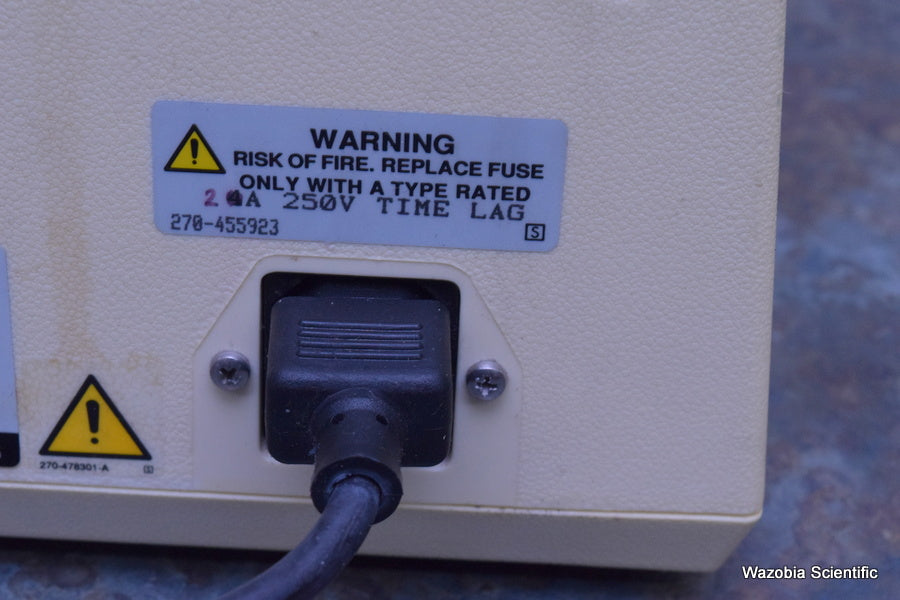 WARNING
RISK OF FIRE. REPLACE FUSE
ONLY WITH A TYPE RATED
A 250V TIME LAG
270-455923
S
270-478301-A
S
Wazobia Scientific